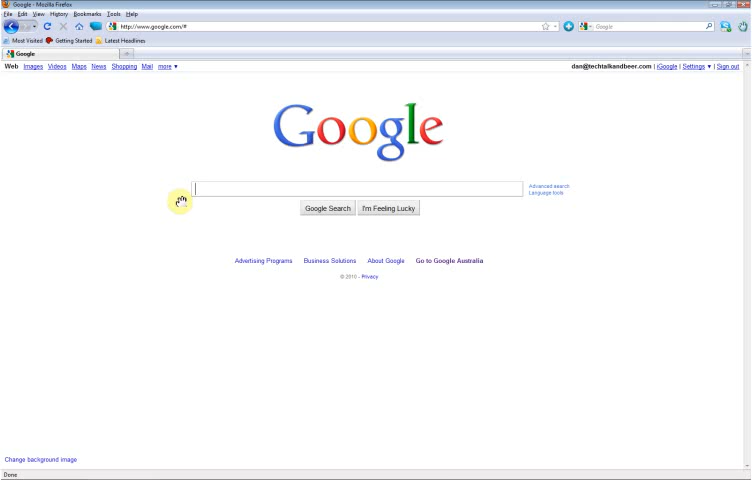 Google - Mozilla Firefox
File Edit View History Bookmarks Tools Help
http://www.google.com/#
Google
Most Visited Getting Started Latest Headlines
Google
Web Images Videos Maps News Shopping Mail more ▼
dan@techtalkandbeer.com | iGoogle | Settings ▼ | Sign out
Google
Advanced search
Language tools
Google Search I'm Feeling Lucky
Advertising Programs Business Solutions About Google Go to Google Australia
© 2010 - Privacy
Change background image
Done